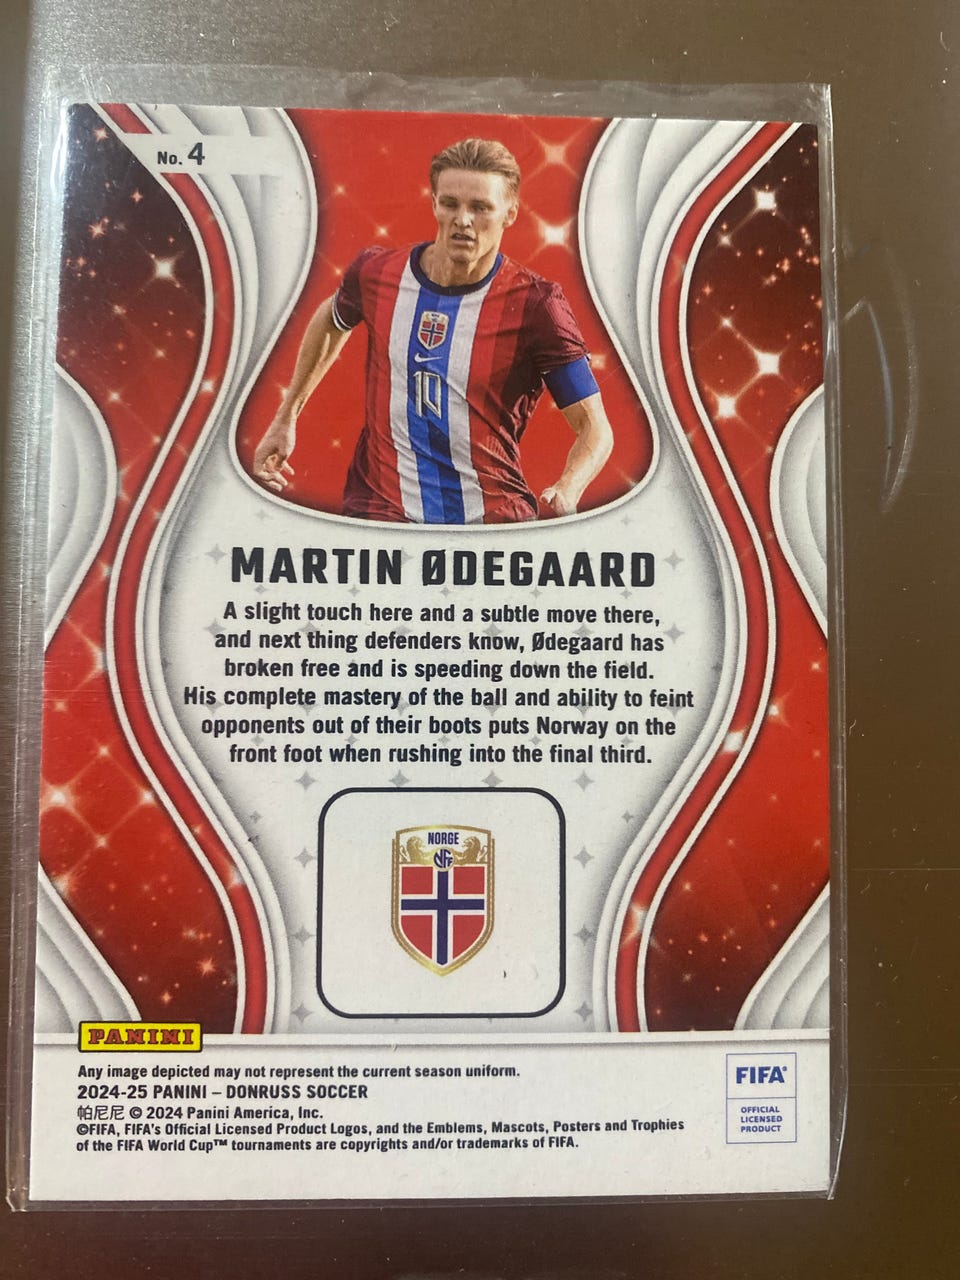 No. 4
10
MARTIN ØDEGAARD
A slight touch here and a subtle move there,
and next thing defenders know, Ødegaard has
broken free and is speeding down the field.
His complete mastery of the ball and ability to feint
opponents out of their boots puts Norway on the
front foot when rushing into the final third.
NORGE
NFF
PANINI
Any image depicted may not represent the current season uniform.
2024-25 PANINI – DONRUSS SOCCER
帕尼尼 © 2024 Panini America, Inc.
©FIFA, FIFA's Official Licensed Product Logos, and the Emblems, Mascots, Posters and Trophies
of the FIFA World Cup™ tournaments are copyrights and/or trademarks of FIFA.
FIFA®
OFFICIAL
LICENSED
PRODUCT